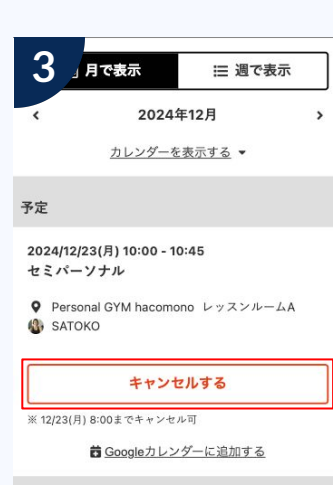 3
月で表示
週で表示
2024年12月
カレンダーを表示する
予定
2024/12/23(月) 10:00 - 10:45
セミパーソナル
Personal GYM hacomono レッスンルームA
SATOKO
キャンセルする
※ 12/23(月) 8:00までキャンセル可
Googleカレンダーに追加する